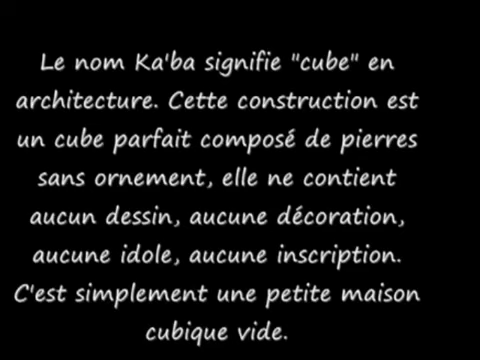 Le nom Ka'ba signifie "cube" en
architecture. Cette construction est
un cube parfait composé de pierres
sans ornement, elle ne contient
aucun dessin, aucune décoration,
aucune idole, aucune inscription.
C'est simplement une petite maison
cubique vide.